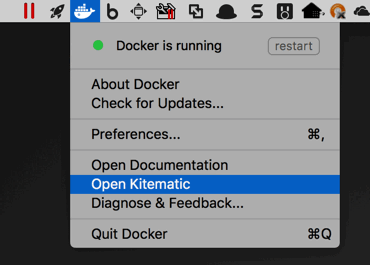 Docker is running restart
About Docker
Check for Updates...
Preferences... ⌘,
Open Documentation
Open Kitematic
Diagnose & Feedback...
Quit Docker ⌘Q